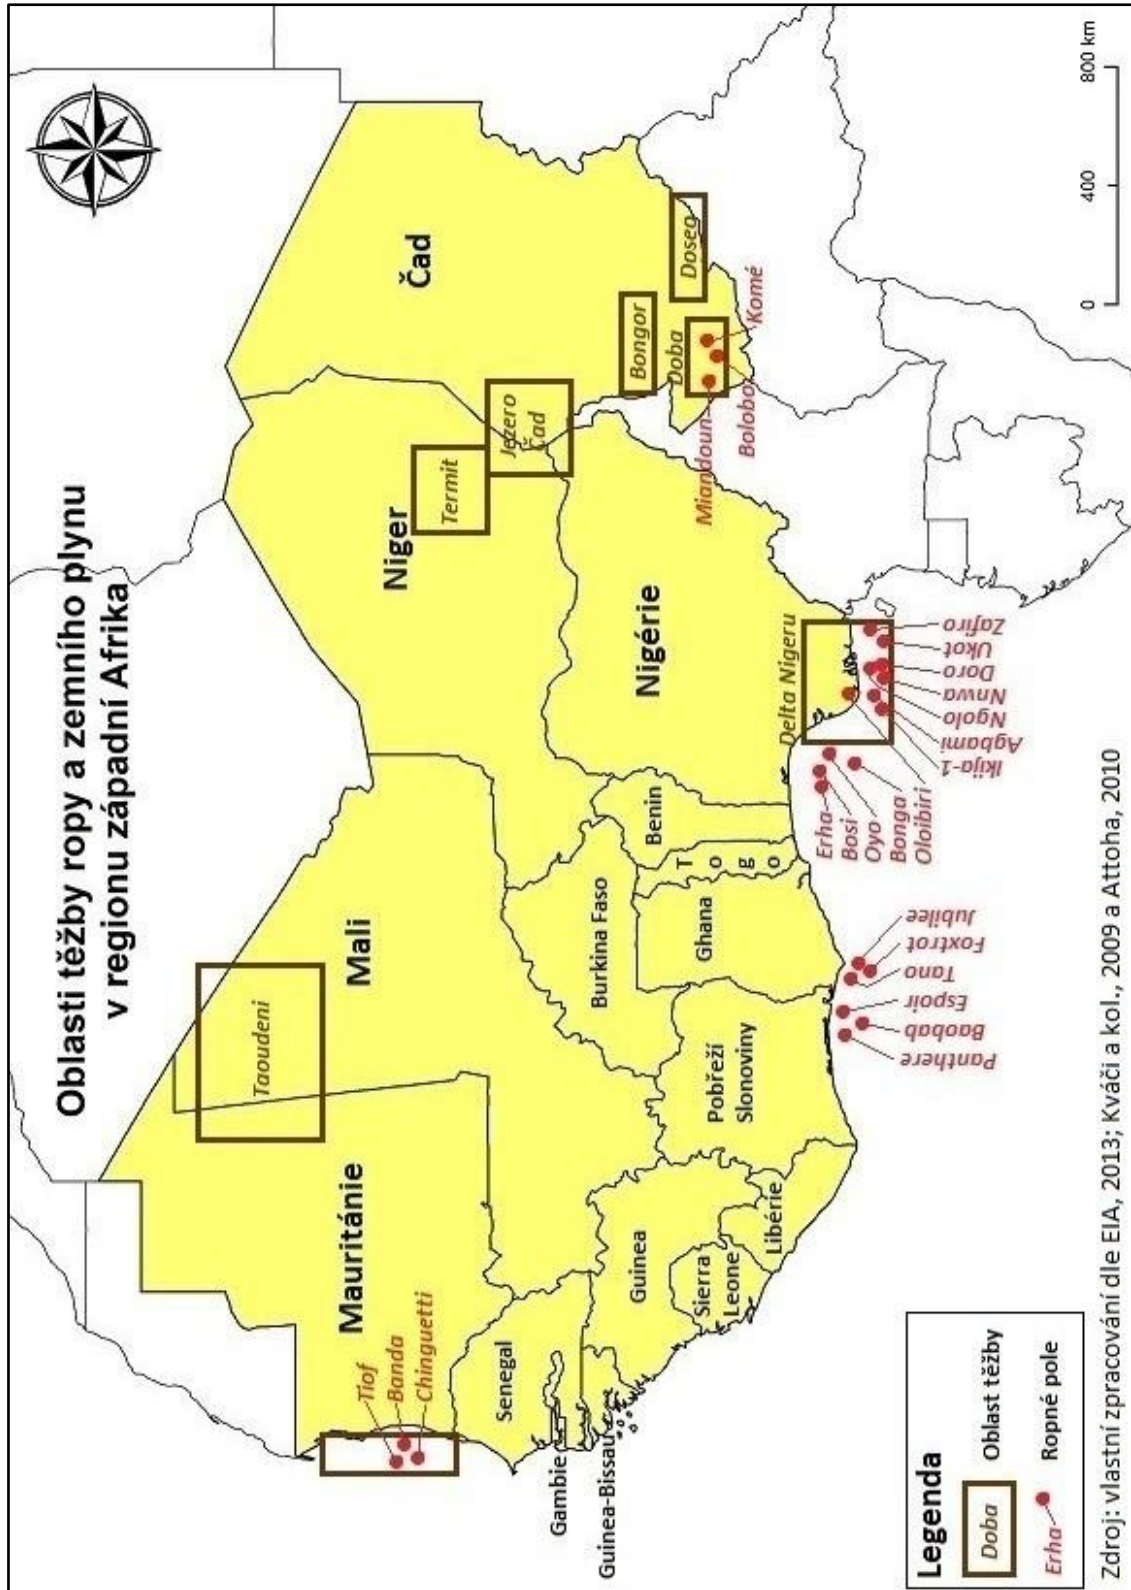 Oblasti těžby ropy a zemního plynu
v regionu západní Afrika
Taoudeni
Mali
Mauritánie
Tiof
Banda
Chinguetti
Senegal
Gambie
Guinea-Bissau
Guinea
Sierra
Leone
Libérie
Pobřeží
Slonoviny
Burkina Faso
Ghana
Togo
Benin
Niger
Termit
Jezero
Čad
Čad
Bongor
Doba
Doseo
Miandoun
Bolobo
Komé
Nigérie
Delta Nigeru
Erha
Bosi
Oyo
Bonga
Oloibiri
Ikija-1
Agbami
Ngolo
Nnwa
Doro
Ukot
Zafiro
Panthere
Baobab
Espoir
Tano
Foxtrot
Jubilee
Legenda
Doba
Oblast těžby
Erha
Ropné pole
0 400 800 km
Zdroj: vlastní zpracování dle EIA, 2013; Kváči a kol., 2009 a Attoha, 2010